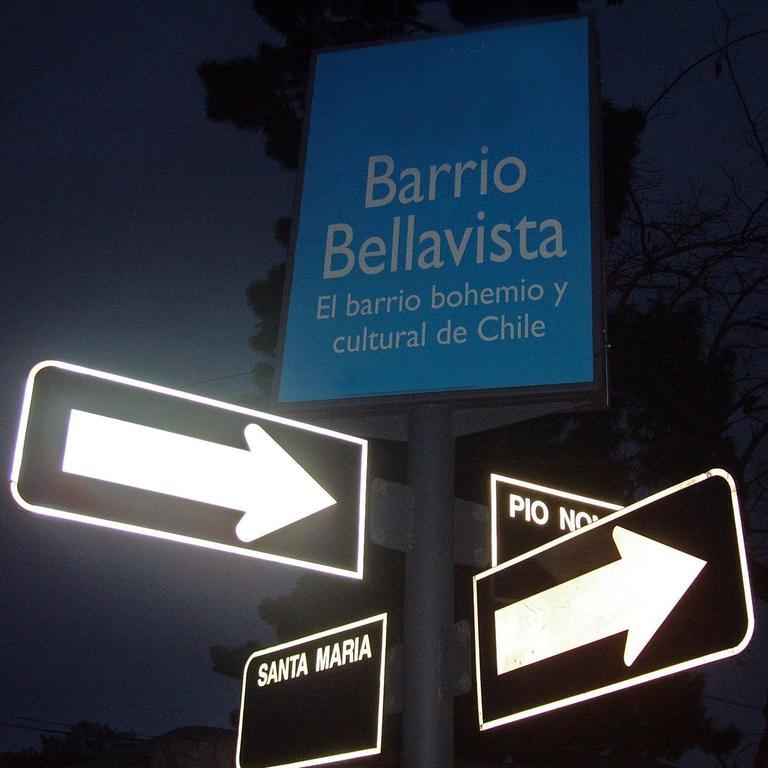 Barrio
Bellavista
El barrio bohemio y
cultural de Chile
PIO
SANTA MARIA